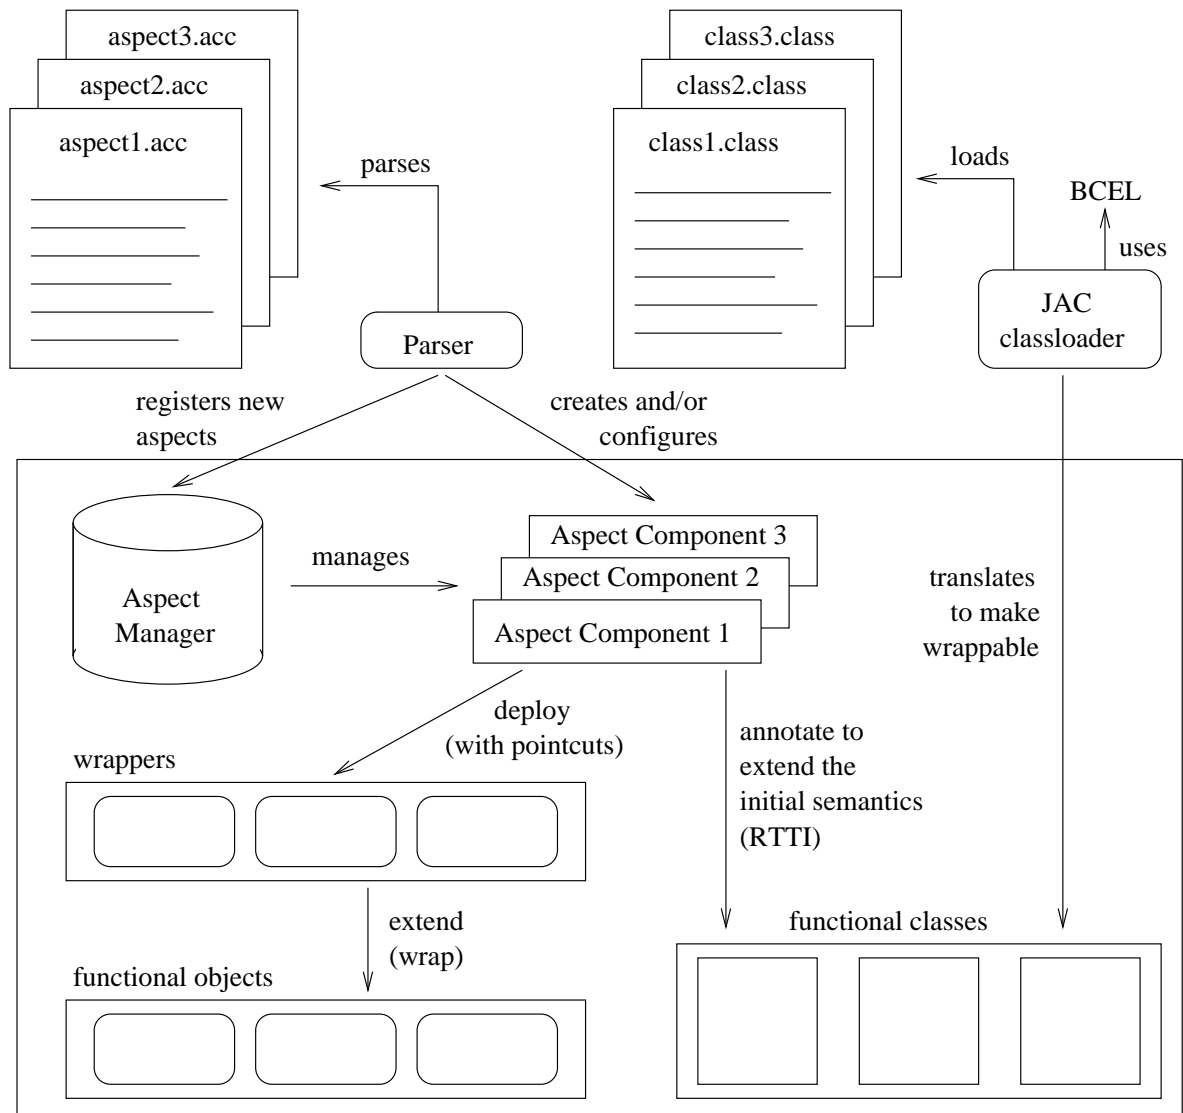 aspect3.acc
aspect2.acc
aspect1.acc
parses
class3.class
class2.class
class1.class
loads
BCEL
uses
JAC
classloader
Parser
registers new
aspects
creates and/or
configures
Aspect
Manager
manages
Aspect Component 3
Aspect Component 2
Aspect Component 1
translates
to make
wrappable
deploy
(with pointcuts)
annotate to
extend the
initial semantics
(RTTI)
wrappers
extend
(wrap)
functional objects
functional classes